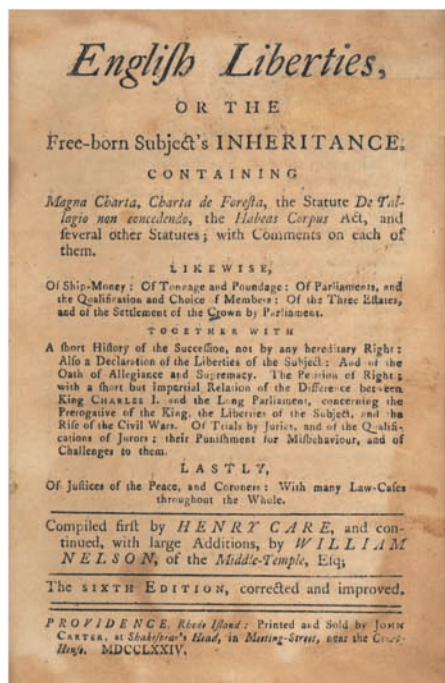 Engliſh Liberties,
OR THE
Free-born Subject's INHERITANCE.
CONTAINING
Magna Charta, Charta de Foreſta, the Statute De Tal-
lagio non concedendo, the Habeas Corpus Act, and
ſeveral other Statutes; with Comments on each of
them.
LIKEWISE,
Of Ship-Money: Of Tonnage and Poundage: Of Parliaments, and
the Qualification and Choice of Members: Of the Three Eſtates,
and of the Settlement of the Crown by Parliament.
TOGETHER WITH
A ſhort Hiſtory of the Succeſſion, not by any hereditary Right:
Alſo a Declaration of the Liberties of the Subject: And of the
Oath of Allegiance and Supremacy. The Petition of Right;
with a ſhort but impartial Relation of the Difference between
King CHARLES I. and the Long Parliament, concerning the
Prerogative of the King, the Liberties of the Subject, and the
Riſe of the Civil Wars. Of Trials by Juries, and of the Qualifi-
cations of Jurors; their Puniſhment for Miſbehaviour, and of
Challenges to them.
LASTLY,
Of Juſtices of the Peace, and Coroners: With many Law-Caſes
throughout the Whole.
Compiled firſt by HENRY CARE, and con-
tinued, with large Additions, by WILLIAM
NELSON, of the Middle-Temple, Eſq;
The SIXTH EDITION, corrected and improved.
PROVIDENCE, Rhode Iſland: Printed and Sold by JOHN
CARTER, at Shakeſpear's Head, in Meeting-Street, near the Court-
Houſe. MDCCLXXIV.